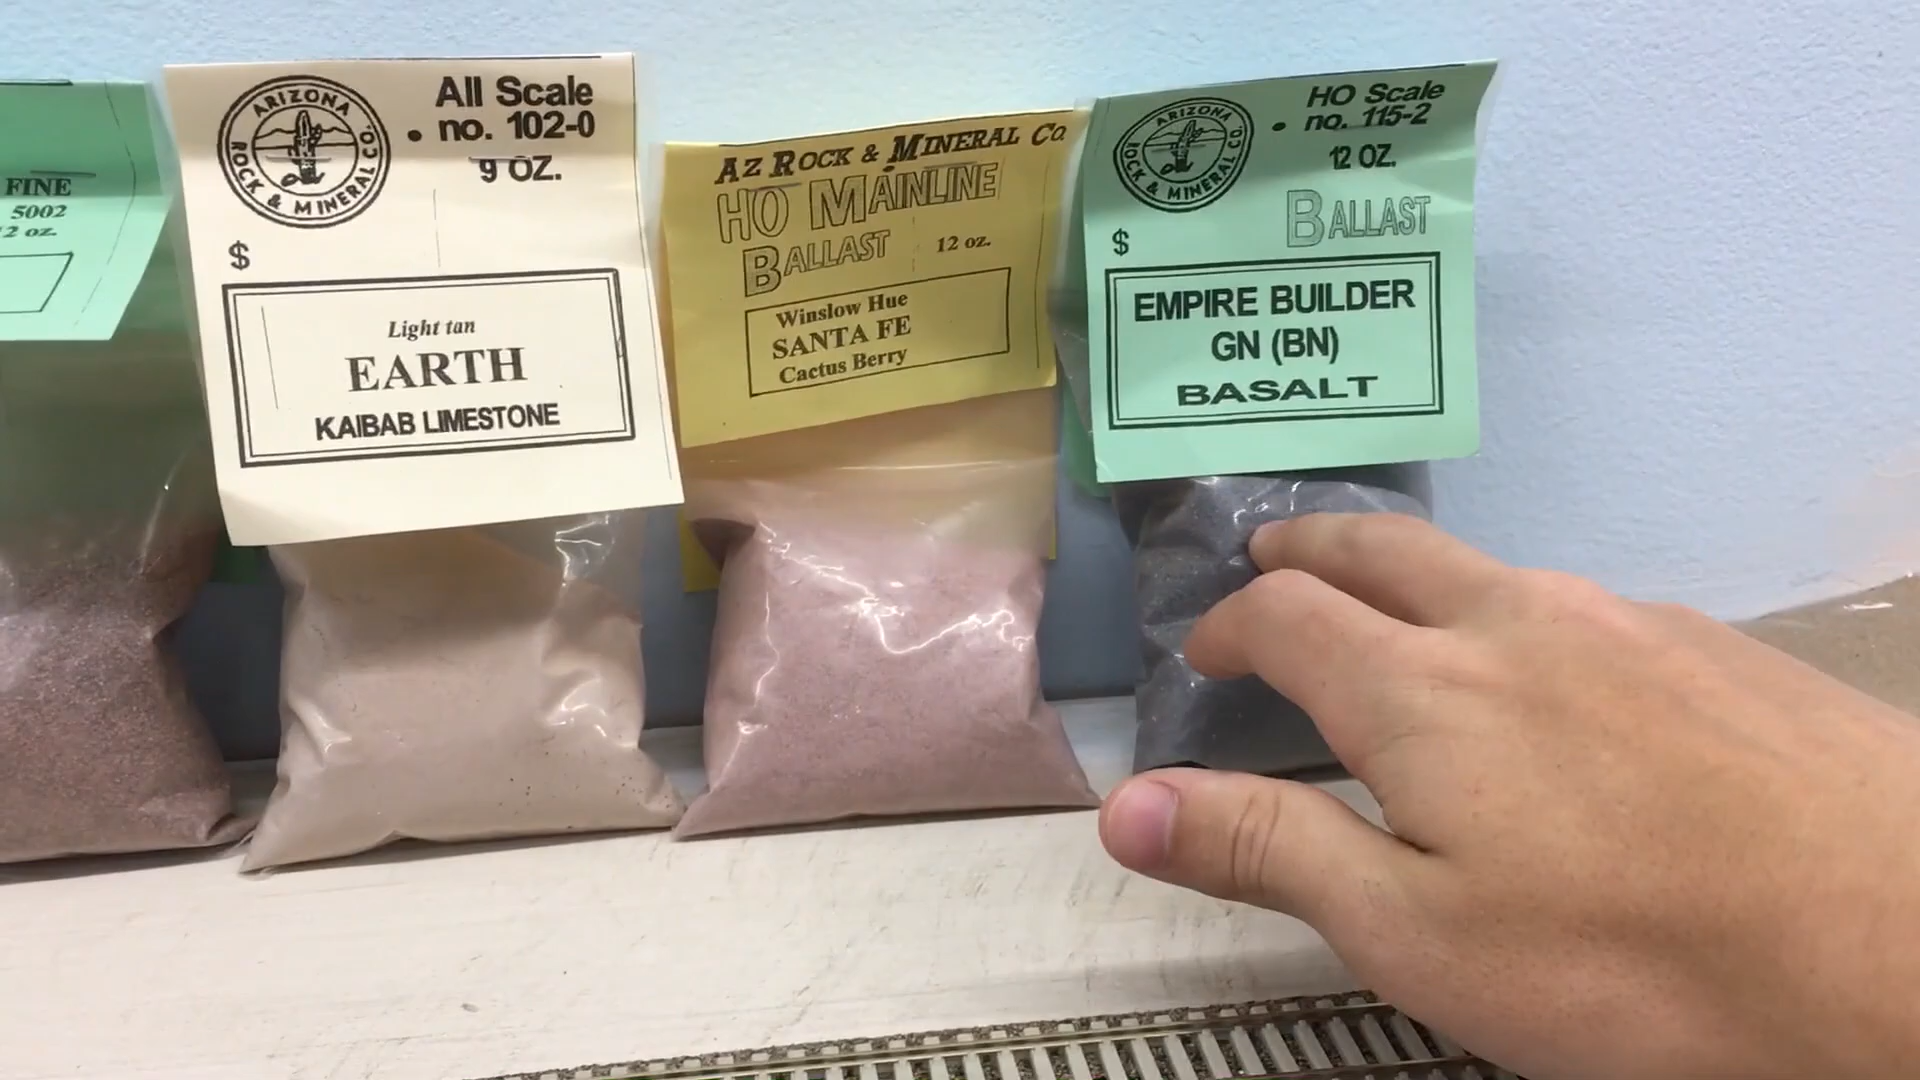 FINE
5002
2 oz.
ARIZONA
ROCK & MINERAL CO.
All Scale
• no. 102-0
9 OZ.
$
Light tan
EARTH
KAIBAB LIMESTONE
AZ ROCK & MINERAL CO.
HO MAINLINE
BALLAST 12 oz.
Winslow Hue
SANTA FE
Cactus Berry
ARIZONA
ROCK & MINERAL CO.
HO Scale
• no. 115-2
12 OZ.
BALLAST
$
EMPIRE BUILDER
GN (BN)
BASALT